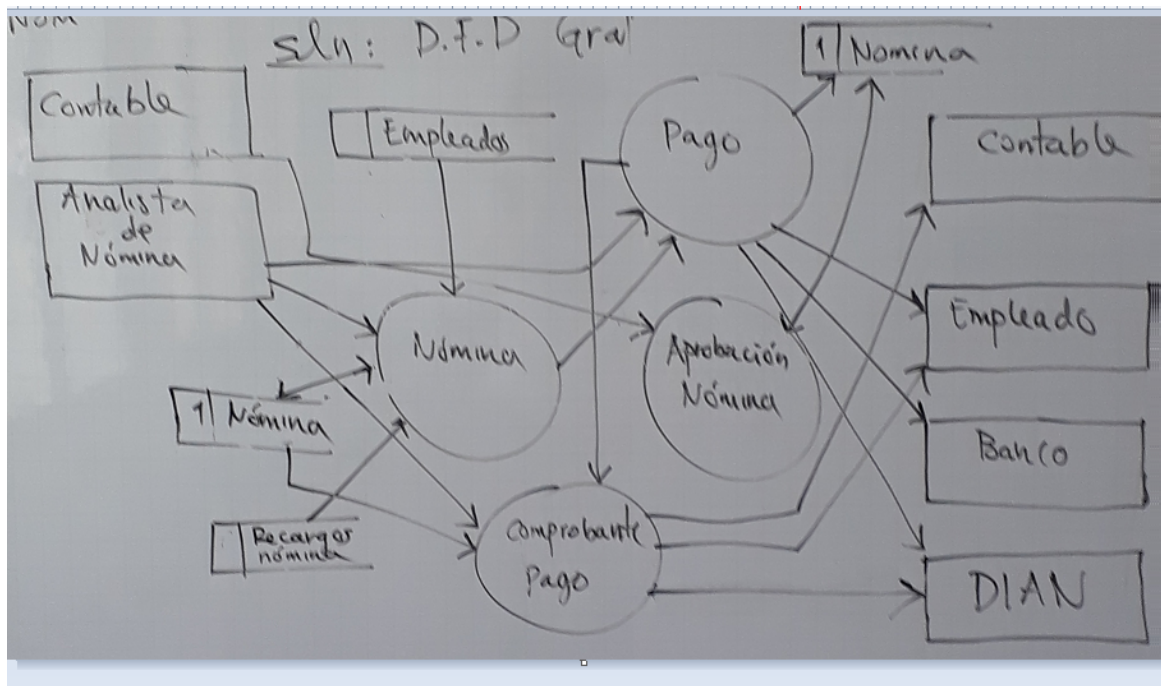 NOM
sln: D.F.D Gral
1 Nomina
Contable
Empleados
Pago
Contable
Analista
de
Nómina
Empleado
Nómina
Aprobación
Nómina
1 Nómina
Banco
Recargos
nómina
Comprobante
Pago
DIAN